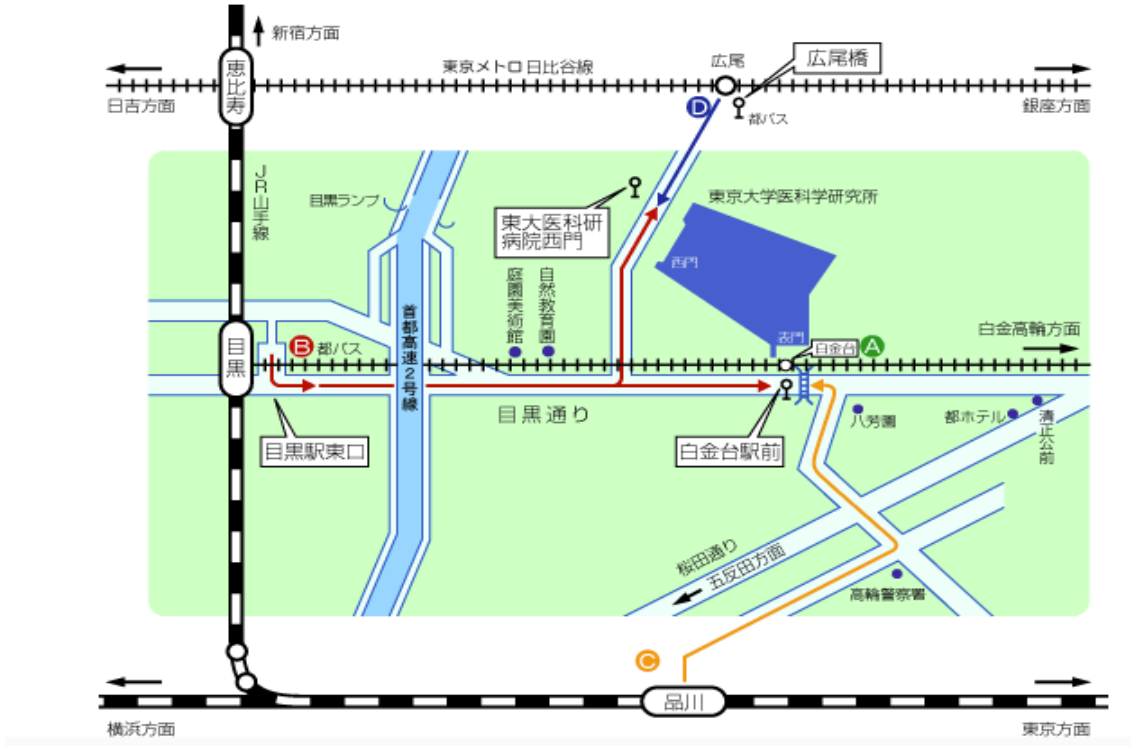 新宿方面
広尾
広尾橋
東京メトロ日比谷線
恵比寿
日吉方面
銀座方面
D
都バス
JR山手線
目黒ランプ
東大医科研
病院西門
東京大学医科学研究所
西門
庭園美術館
自然教育園
首都高速2号線
表門
白金台
A
白金高輪方面
目黒
B
都バス
目黒通り
目黒駅東口
白金台駅前
八芳園
都ホテル
清正公前
桜田通り
五反田方面
高輪警察署
C
品川
横浜方面
東京方面